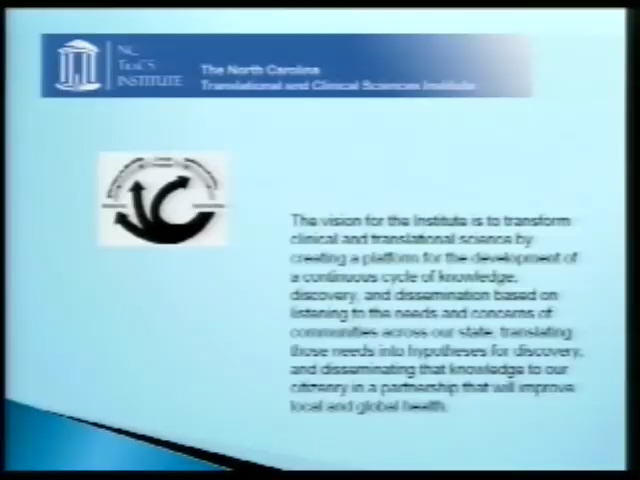 NC
TraCS
INSTITUTE
The North Carolina
Translational and Clinical Sciences Institute
The vision for the Institute is to transform
clinical and translational science by
creating a platform for the development of
a continuous cycle of knowledge,
discovery, and dissemination based on
listening to the needs and concerns of
communities across our state, translating
those needs into hypotheses for discovery,
and disseminating that knowledge to our
citizenry in a partnership that will improve
local and global health.